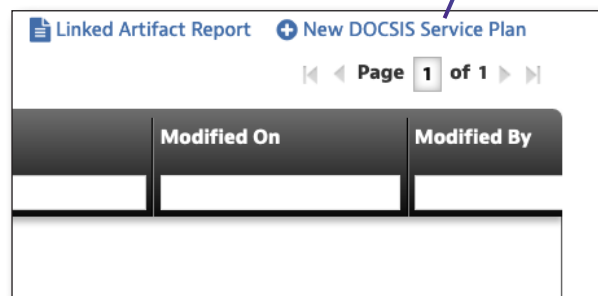 Linked Artifact Report New DOCSIS Service Plan
Page 1 of 1
Modified On Modified By